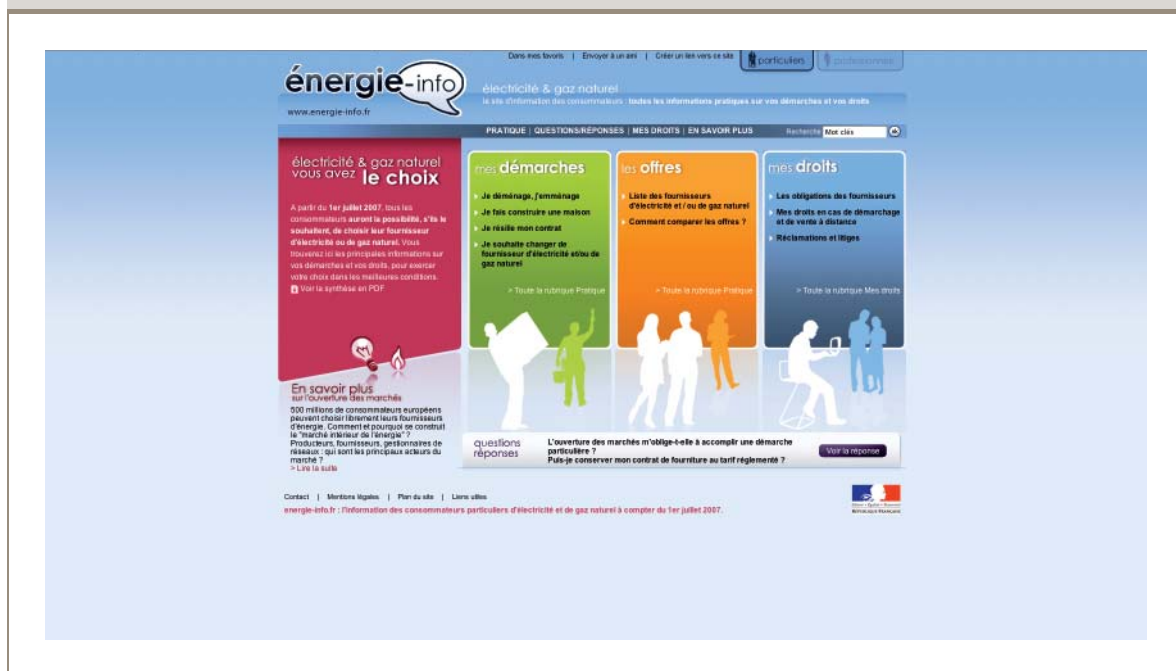 Dans mes favoris | Envoyer à un ami | Créer un lien vers ce site
particuliers
professionnels
énergie-info
www.energie-info.fr
électricité & gaz naturel
le site d'information des consommateurs : toutes les informations pratiques sur vos démarches et vos droits
PRATIQUE | QUESTIONS/RÉPONSES | MES DROITS | EN SAVOIR PLUS
Recherche Mot clés ok
électricité & gaz naturel
vous avez le choix
A partir du 1er juillet 2007, tous les
consommateurs auront la possibilité, s'ils le
souhaitent, de choisir leur fournisseur
d'électricité ou de gaz naturel. Vous
trouverez ici les principales informations sur
vos démarches et vos droits, pour exercer
votre choix dans les meilleures conditions.
Voir la synthèse en PDF
mes démarches
Je déménage, j'emménage
Je fais construire une maison
Je résilie mon contrat
Je souhaite changer de
fournisseur d'électricité et/ou de
gaz naturel
> Toute la rubrique Pratique
les offres
Liste des fournisseurs
d'électricité et / ou de gaz naturel
Comment comparer les offres ?
> Toute la rubrique Pratique
mes droits
Les obligations des fournisseurs
Mes droits en cas de démarchage
et de vente à distance
Réclamations et litiges
> Toute la rubrique Mes droits
En savoir plus
sur l'ouverture des marchés
500 millions de consommateurs européens
peuvent choisir librement leurs fournisseurs
d'énergie. Comment et pourquoi se construit
le "marché intérieur de l'énergie" ?
Producteurs, fournisseurs, gestionnaires de
réseaux : qui sont les principaux acteurs du
marché ?
> Lire la suite
questions
réponses
L'ouverture des marchés m'oblige-t-elle à accomplir une démarche
particulière ?
Puis-je conserver mon contrat de fourniture au tarif réglementé ?
Voir la réponse
Contact | Mentions légales | Plan du site | Liens utiles
energie-info.fr : l'information des consommateurs particuliers d'électricité et de gaz naturel à compter du 1er juillet 2007.
Liberté • Égalité • Fraternité
RÉPUBLIQUE FRANÇAISE